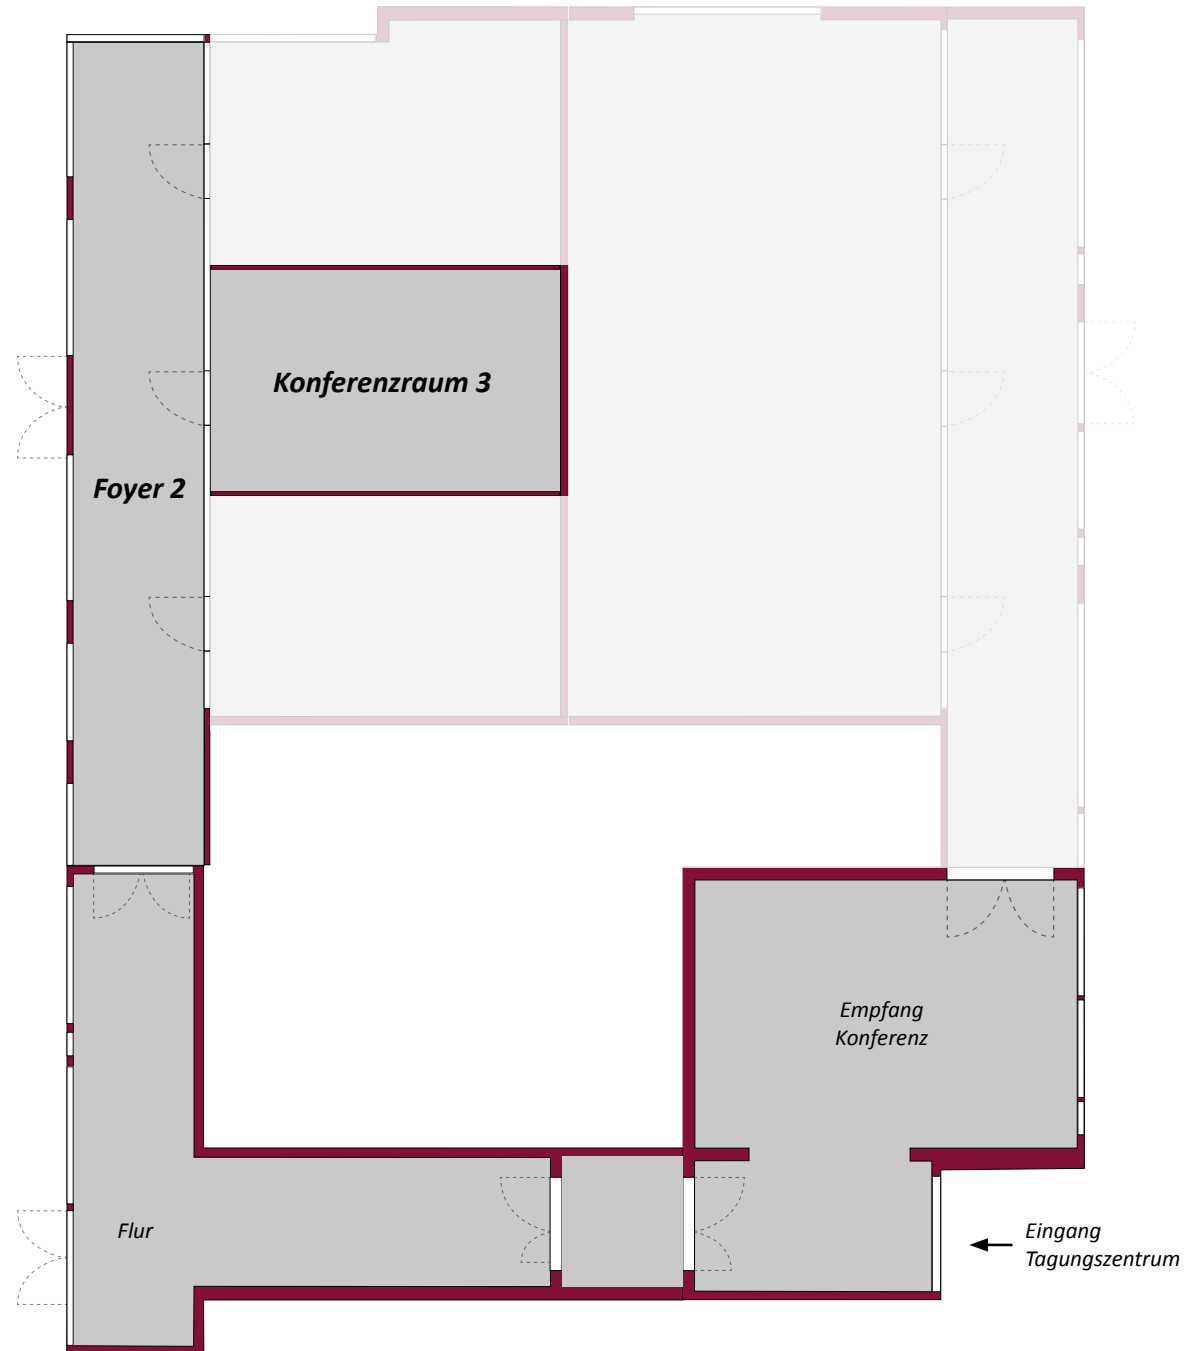 Konferenzraum 3
Foyer 2
Empfang
Konferenz
Flur
Eingang
Tagungszentrum